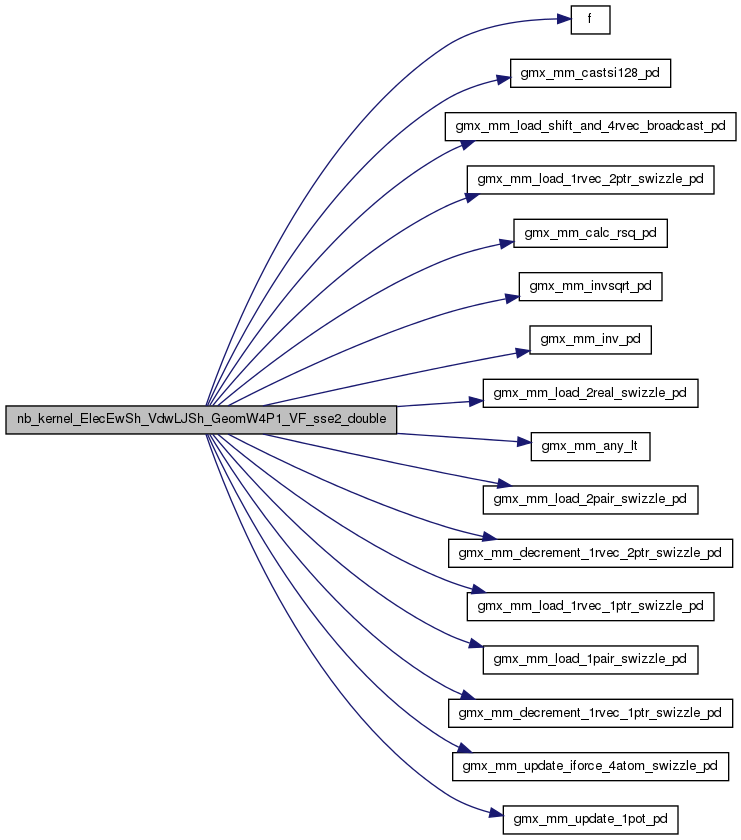 f
gmx_mm_castsi128_pd
gmx_mm_load_shift_and_4rvec_broadcast_pd
gmx_mm_load_1rvec_2ptr_swizzle_pd
gmx_mm_calc_rsq_pd
gmx_mm_invsqrt_pd
gmx_mm_inv_pd
gmx_mm_load_2real_swizzle_pd
nb_kernel_ElecEwSh_VdwLJSh_GeomW4P1_VF_sse2_double
gmx_mm_any_lt
gmx_mm_load_2pair_swizzle_pd
gmx_mm_decrement_1rvec_2ptr_swizzle_pd
gmx_mm_load_1rvec_1ptr_swizzle_pd
gmx_mm_load_1pair_swizzle_pd
gmx_mm_decrement_1rvec_1ptr_swizzle_pd
gmx_mm_update_iforce_4atom_swizzle_pd
gmx_mm_update_1pot_pd